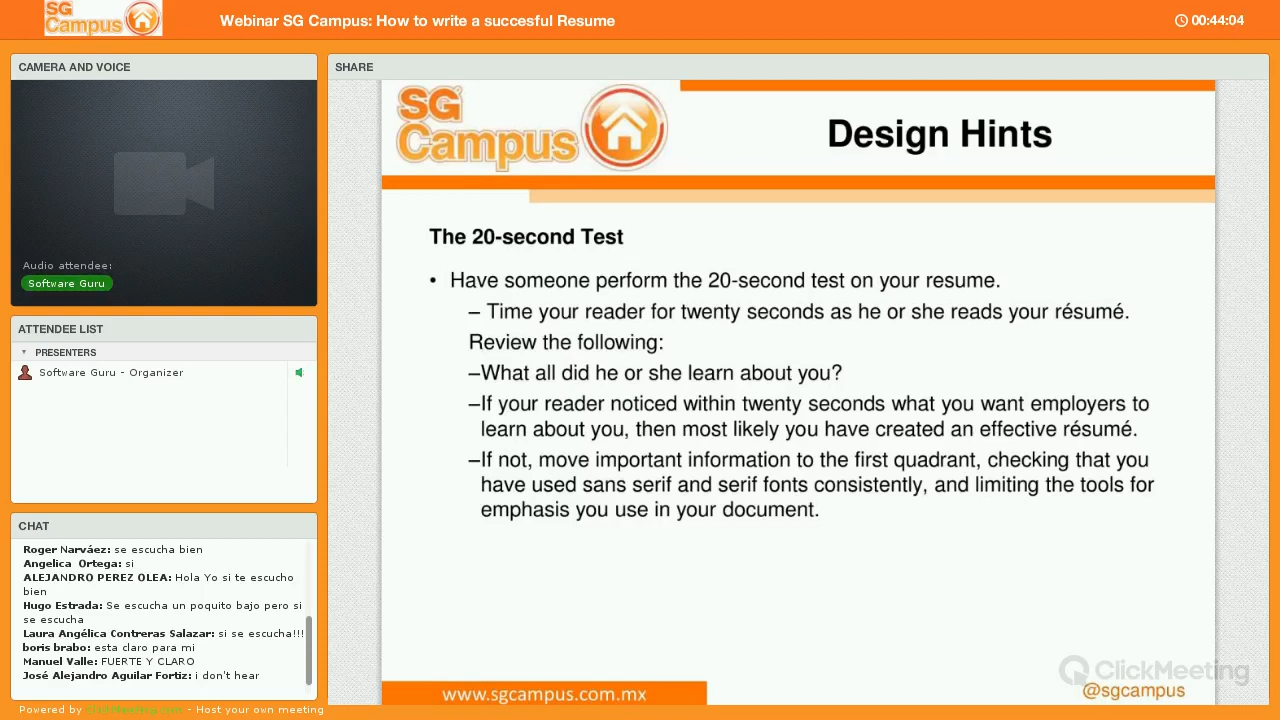 SG Campus
Webinar SG Campus: How to write a succesful Resume
00:44:04
CAMERA AND VOICE
Audio attendee:
Software Guru
ATTENDEE LIST
PRESENTERS
Software Guru - Organizer
CHAT
Roger Narváez: se escucha bien
Angelica Ortega: si
ALEJANDRO PEREZ OLEA: Hola Yo si te escucho
bien
Hugo Estrada: Se escucha un poquito bajo pero si
se escucha
Laura Angélica Contreras Salazar: si se escucha!!!
boris brabo: esta claro para mi
Manuel Valle: FUERTE Y CLARO
José Alejandro Aguilar Fortiz: i don't hear
Powered by ClickMeeting.com - Host your own meeting
SHARE
SG
Campus
Design Hints
The 20-second Test
• Have someone perform the 20-second test on your resume.
– Time your reader for twenty seconds as he or she reads your résumé.
Review the following:
–What all did he or she learn about you?
–If your reader noticed within twenty seconds what you want employers to
learn about you, then most likely you have created an effective résumé.
–If not, move important information to the first quadrant, checking that you
have used sans serif and serif fonts consistently, and limiting the tools for
emphasis you use in your document.
www.sgcampus.com.mx
ClickMeeting
@sgcampus